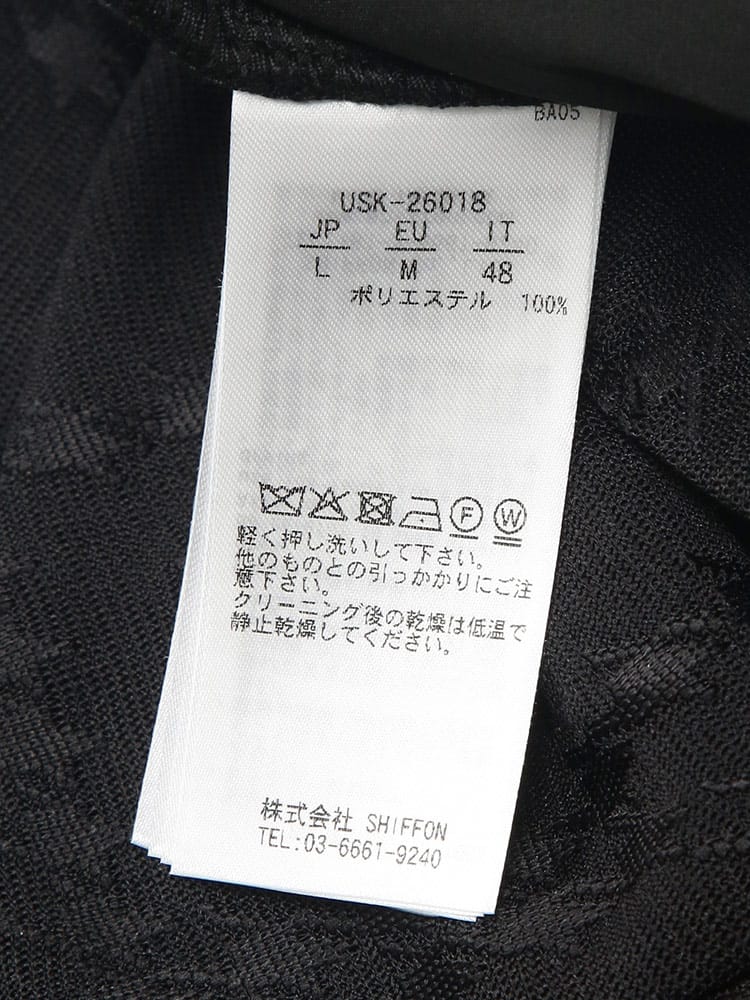 BA05
USK-26018
JP EU IT
L M 48
ポリエステル 100%
F W
軽く押し洗いして下さい。
他のものとの引っかかりにご注
意下さい。
クリーニング後の乾燥は低温で
静止乾燥してください。
株式会社 SHIFFON
TEL:03-6661-9240